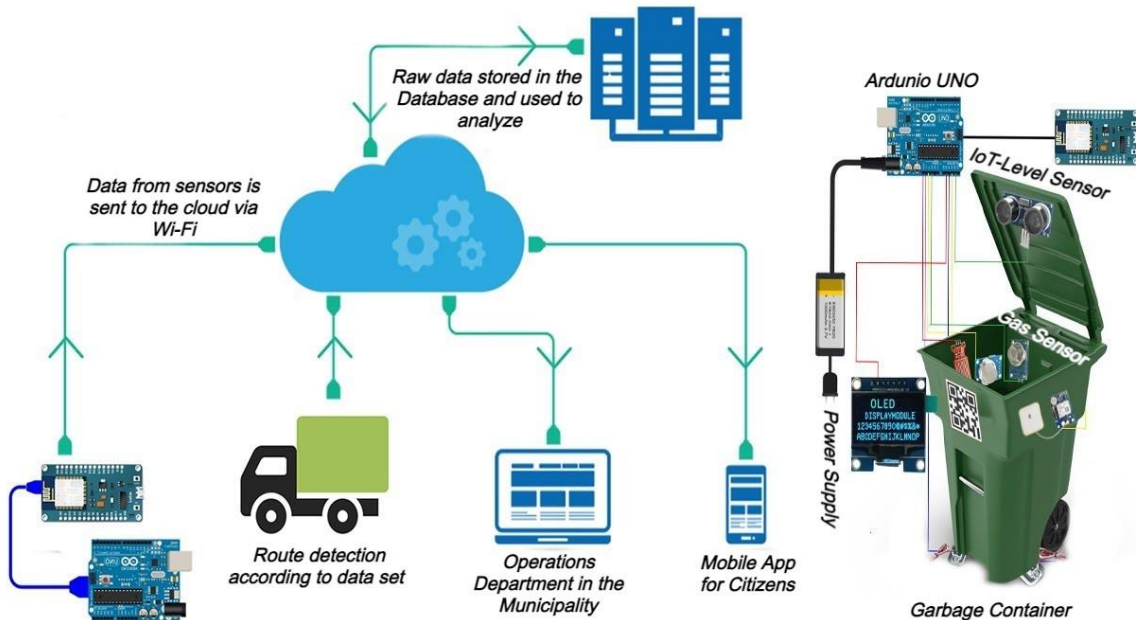 Raw data stored in the
Database and used to
analyze
Ardunio UNO
Data from sensors is
sent to the cloud via
Wi-Fi
IoT-Level Sensor
Gas Sensor
Power Supply
OLED
DISPLAYMODULE
ABCDEFGHIJKLMNOP
Route detection
according to data set
Operations
Department in the
Municipality
Mobile App
for Citizens
Garbage Container